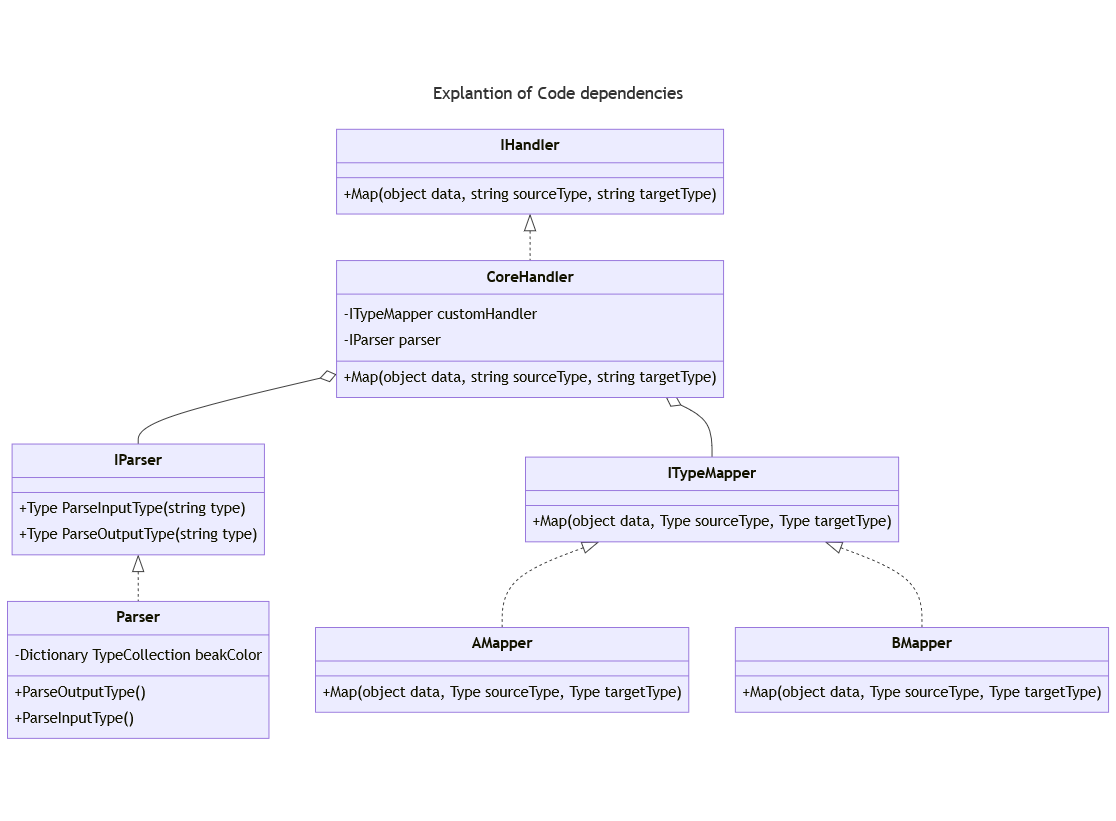 Explantion of Code dependencies
IHandler
+Map(object data, string sourceType, string targetType)
CoreHandler
-ITypeMapper customHandler
-IParser parser
+Map(object data, string sourceType, string targetType)
IParser
+Type ParseInputType(string type)
+Type ParseOutputType(string type)
ITypeMapper
+Map(object data, Type sourceType, Type targetType)
Parser
-Dictionary TypeCollection beakColor
+ParseOutputType()
+ParseInputType()
AMapper
+Map(object data, Type sourceType, Type targetType)
BMapper
+Map(object data, Type sourceType, Type targetType)